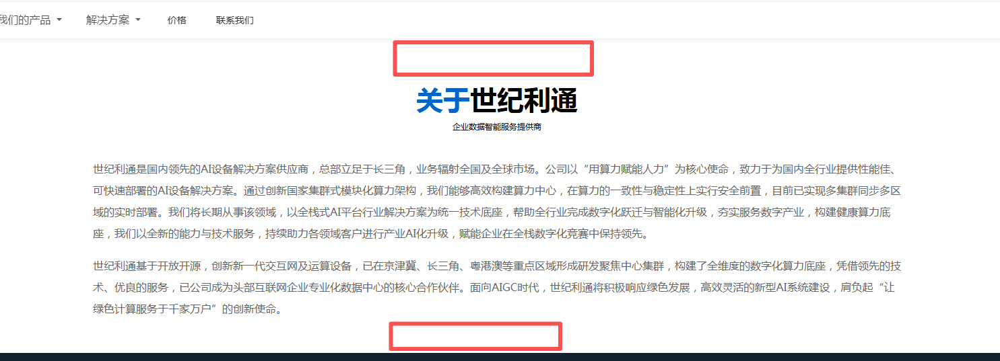 我们的产品 解决方案 价格 联系我们
关于世纪利通
企业数据智能服务提供商
世纪利通是国内领先的AI设备解决方案供应商，总部立足于长三角，业务辐射全国及全球市场。公司以“用算力赋能人力”为核心使命，致力于为国内全行业提供性能佳、
可快速部署的AI设备解决方案。通过创新国家集群式模块化算力架构，我们能够高效构建算力中心，在算力的一致性与稳定性上实行安全前置，目前已实现多集群同步多区
域的实时部署。我们将长期从事该领域，以全栈式AI平台行业解决方案为统一技术底座，帮助全行业完成数字化跃迁与智能化升级，夯实服务数字产业，构建健康算力底
座，我们以全新的能力与技术服务，持续助力各领域客户进行产业AI化升级，赋能企业在全栈数字化竞赛中保持领先。
世纪利通基于开放开源，创新新一代交互网及运算设备，已在京津冀、长三角、粤港澳等重点区域形成研发聚焦中心集群，构建了全维度的数字化算力底座，凭借领先的技
术、优良的服务，已公司成为头部互联网企业专业化数据中心的核心合作伙伴。面向AIGC时代，世纪利通将积极响应绿色发展，高效灵活的新型AI系统建设，肩负起“让
绿色计算服务于千家万户”的创新使命。